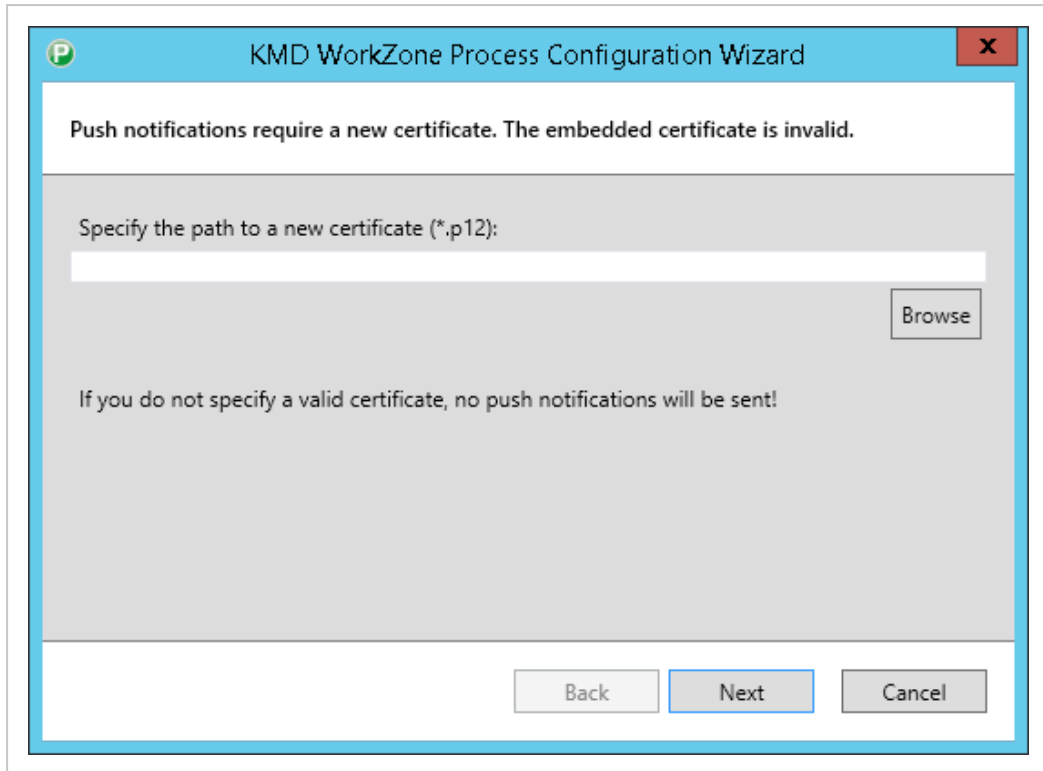 P
KMD WorkZone Process Configuration Wizard
x
Push notifications require a new certificate. The embedded certificate is invalid.
Specify the path to a new certificate (*.p12):
Browse
If you do not specify a valid certificate, no push notifications will be sent!
Back Next Cancel